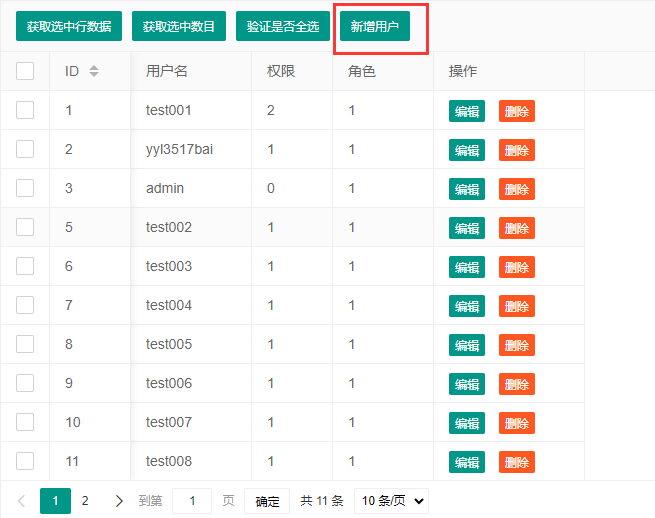 获取选中行数据 获取选中数目 验证是否全选 新增用户
ID 用户名 权限 角色 操作
1 test001 2 1 编辑 删除
2 yyl3517bai 1 1 编辑 删除
3 admin 0 1 编辑 删除
5 test002 1 1 编辑 删除
6 test003 1 1 编辑 删除
7 test004 1 1 编辑 删除
8 test005 1 1 编辑 删除
9 test006 1 1 编辑 删除
10 test007 1 1 编辑 删除
11 test008 1 1 编辑 删除
1 2 到第 1 页 确定 共 11 条 10 条/页